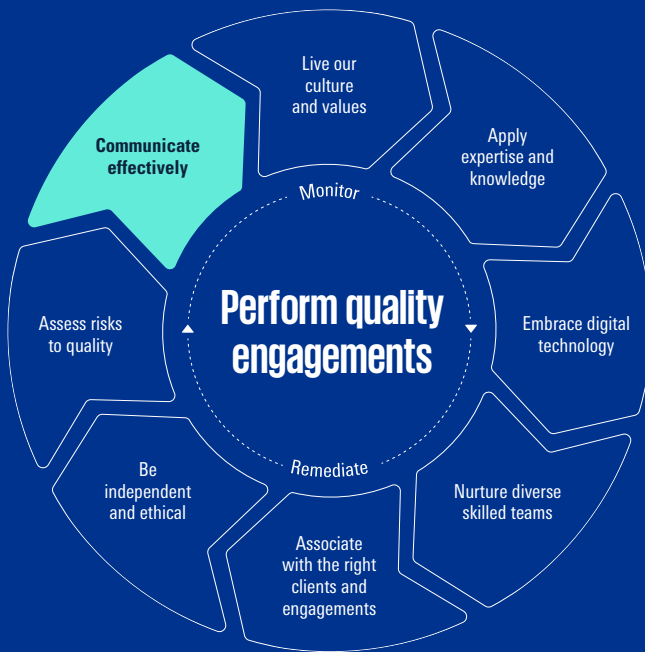 Live our
culture
and values
Apply
expertise and
knowledge
Embrace digital
technology
Nurture diverse
skilled teams
Associate
with the right
clients and
engagements
Be
independent
and ethical
Assess risks
to quality
Communicate
effectively
Monitor
Perform quality
engagements
Remediate